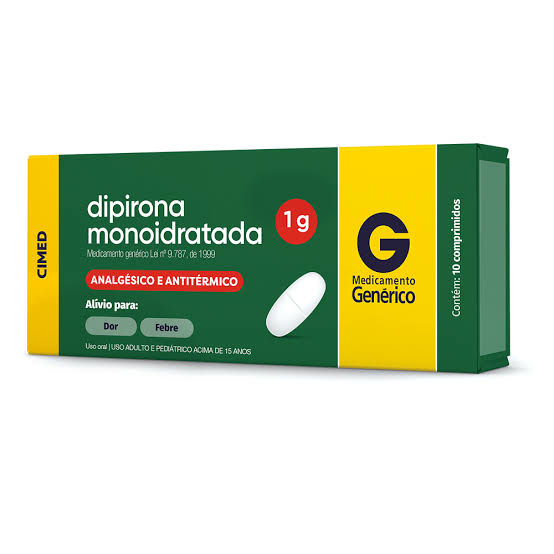 CIMED
dipirona
monoidratada
1 g
Medicamento genérico Lei nº 9.787, de 1999
ANALGÉSICO E ANTITÉRMICO
Alívio para:
Dor
Febre
Uso oral | USO ADULTO E PEDIÁTRICO ACIMA DE 15 ANOS
G
Medicamento
Genérico
Contém: 10 comprimidos